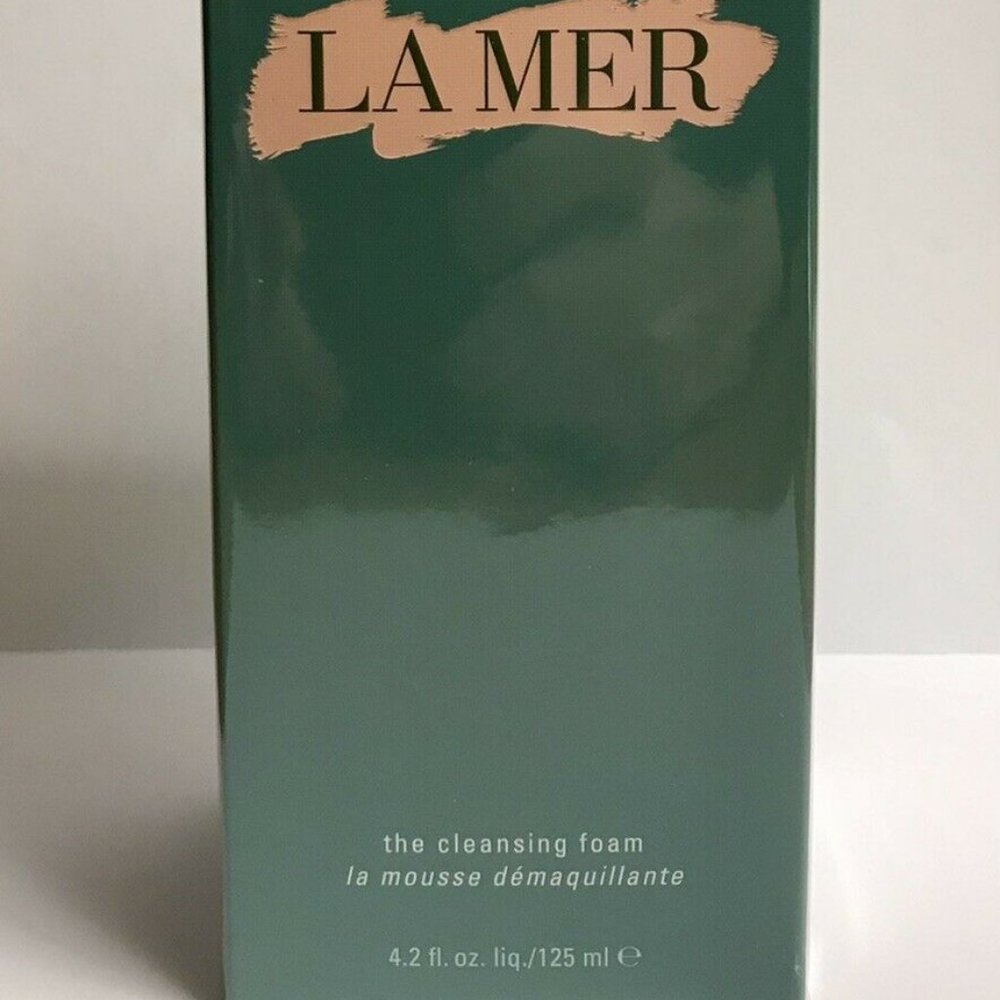 LA MER
the cleansing foam
la mousse démaquillante
4.2 fl. oz. liq./125 ml ℮